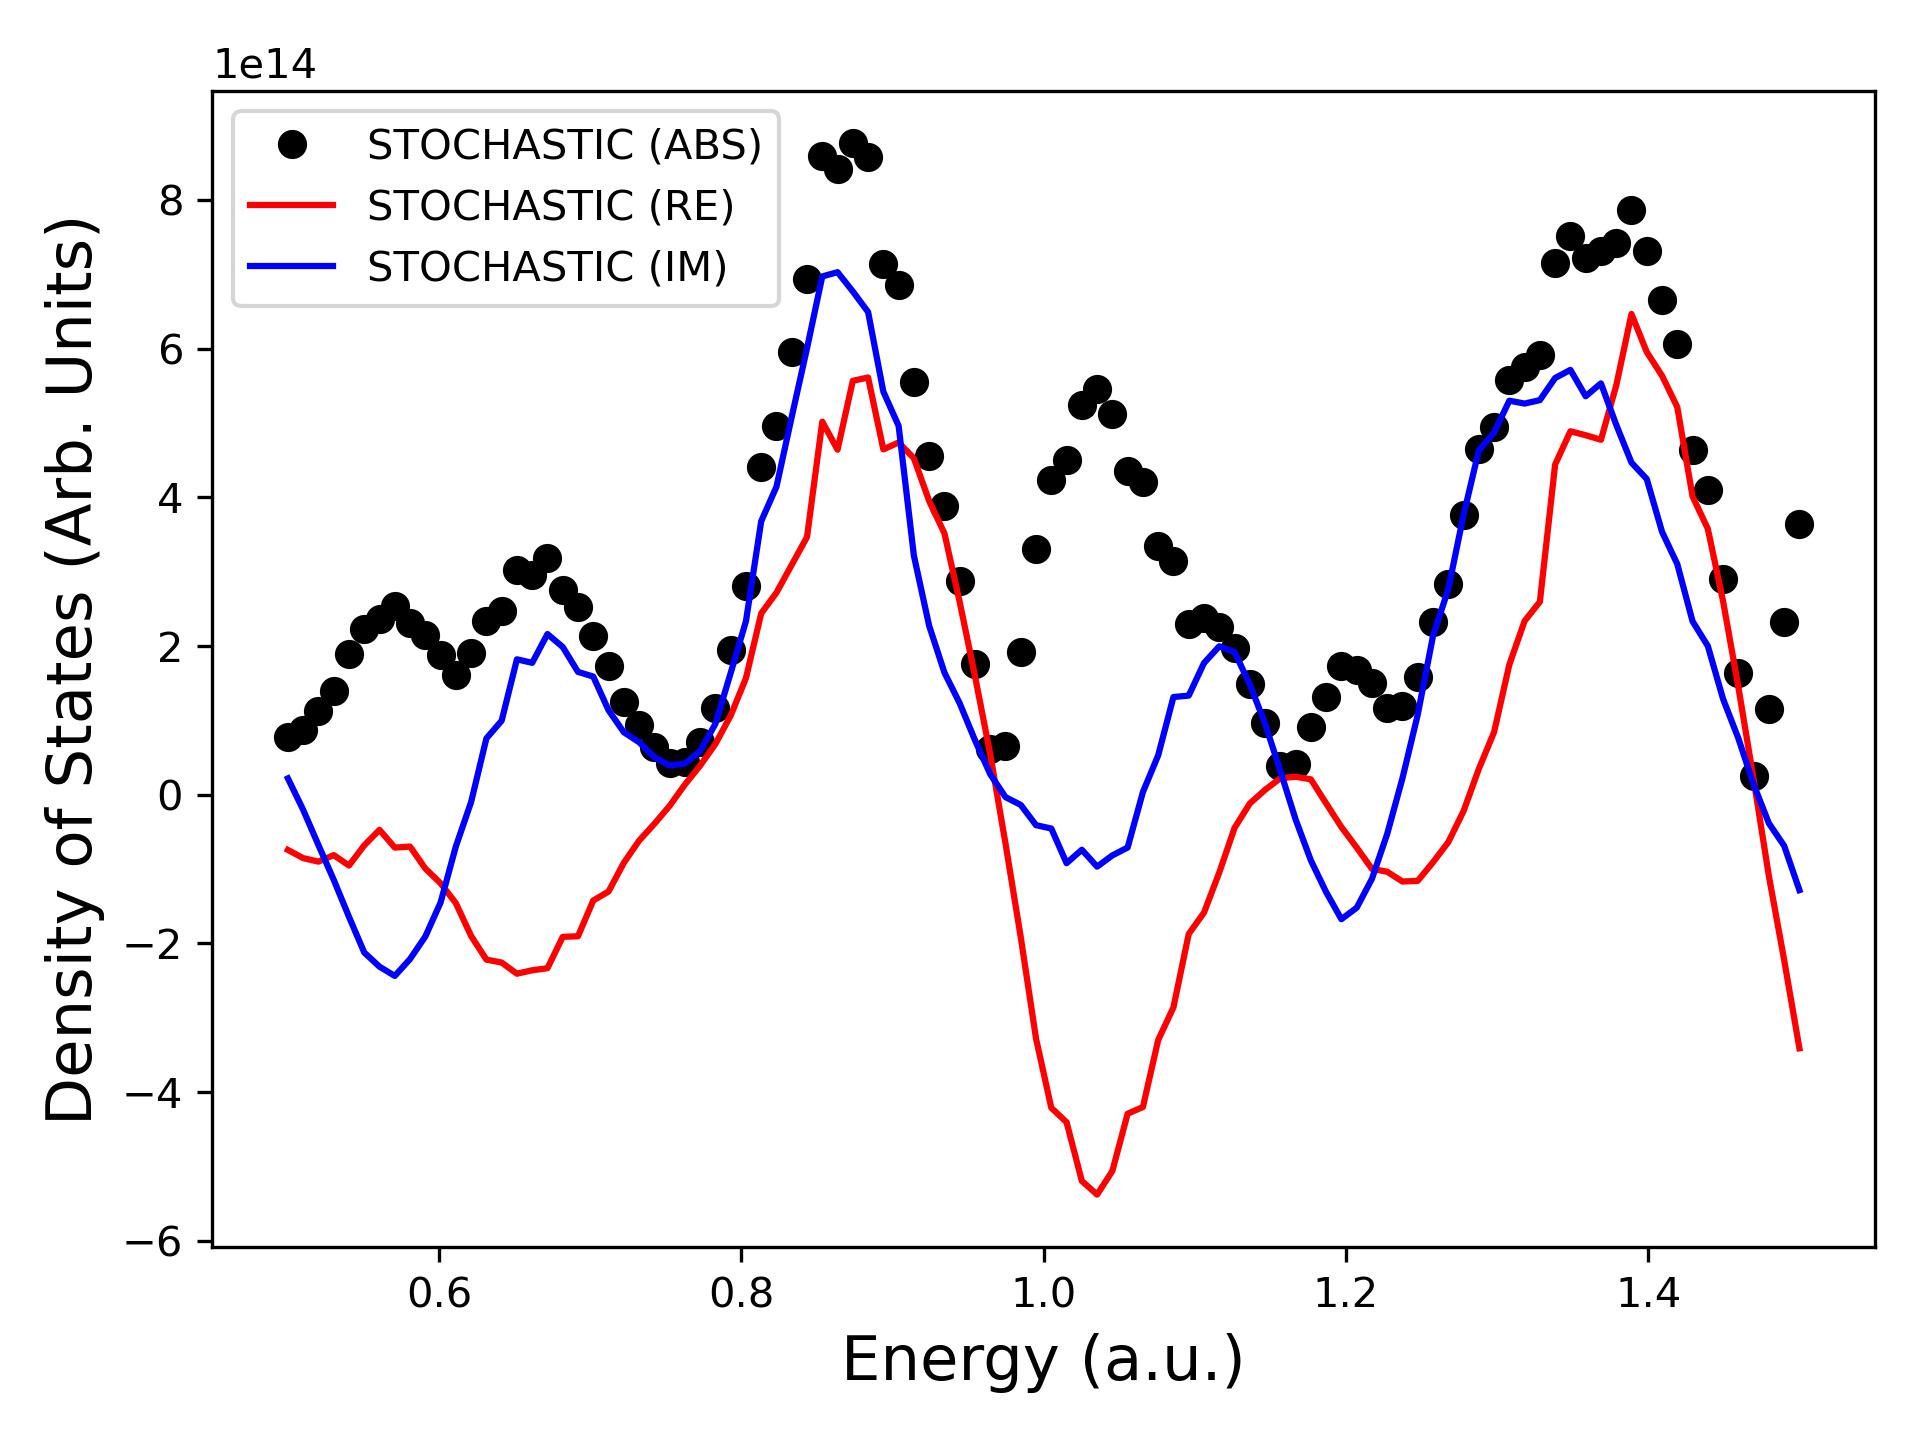 1e14
STOCHASTIC (ABS)
STOCHASTIC (RE)
STOCHASTIC (IM)
Density of States (Arb. Units)
8
6
4
2
0
−2
−4
−6
0.6 0.8 1.0 1.2 1.4
Energy (a.u.)